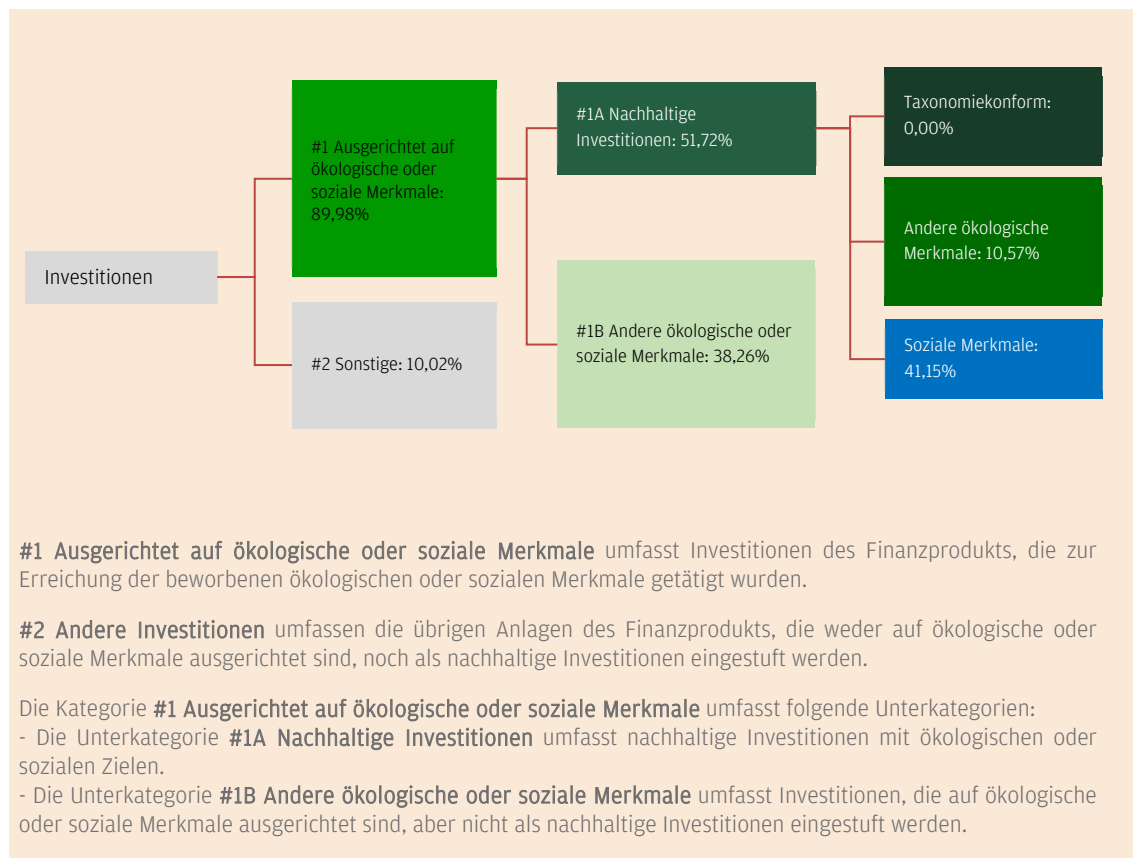 Investitionen
#1 Ausgerichtet auf
ökologische oder
soziale Merkmale:
89,98%
#2 Sonstige: 10,02%
#1A Nachhaltige
Investitionen: 51,72%
#1B Andere ökologische oder
soziale Merkmale: 38,26%
Taxonomiekonform:
0,00%
Andere ökologische
Merkmale: 10,57%
Soziale Merkmale:
41,15%
#1 Ausgerichtet auf ökologische oder soziale Merkmale umfasst Investitionen des Finanzprodukts, die zur
Erreichung der beworbenen ökologischen oder sozialen Merkmale getätigt wurden.
#2 Andere Investitionen umfassen die übrigen Anlagen des Finanzprodukts, die weder auf ökologische oder
soziale Merkmale ausgerichtet sind, noch als nachhaltige Investitionen eingestuft werden.
Die Kategorie #1 Ausgerichtet auf ökologische oder soziale Merkmale umfasst folgende Unterkategorien:
- Die Unterkategorie #1A Nachhaltige Investitionen umfasst nachhaltige Investitionen mit ökologischen oder
sozialen Zielen.
- Die Unterkategorie #1B Andere ökologische oder soziale Merkmale umfasst Investitionen, die auf ökologische
oder soziale Merkmale ausgerichtet sind, aber nicht als nachhaltige Investitionen eingestuft werden.